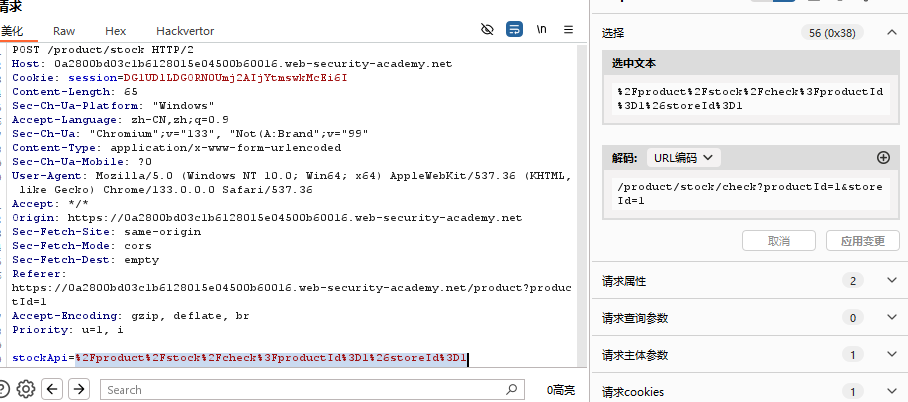 请求
美化 Raw Hex Hackvertor
\n
POST /product/stock HTTP/2
Host: 0a2800bd03c1b6128015e04500b60016.web-security-academy.net
Cookie: session=DG1UD1LDG0RN0Umj2AIjYtmswkMcEi6I
Content-Length: 65
Sec-Ch-Ua-Platform: "Windows"
Accept-Language: zh-CN,zh;q=0.9
Sec-Ch-Ua: "Chromium";v="133", "Not(A:Brand";v="99"
Content-Type: application/x-www-form-urlencoded
Sec-Ch-Ua-Mobile: ?0
User-Agent: Mozilla/5.0 (Windows NT 10.0; Win64; x64) AppleWebKit/537.36 (KHTML,
like Gecko) Chrome/133.0.0.0 Safari/537.36
Accept: */*
Origin: https://0a2800bd03c1b6128015e04500b60016.web-security-academy.net
Sec-Fetch-Site: same-origin
Sec-Fetch-Mode: cors
Sec-Fetch-Dest: empty
Referer:
https://0a2800bd03c1b6128015e04500b60016.web-security-academy.net/product?produc
tId=1
Accept-Encoding: gzip, deflate, br
Priority: u=1, i
stockApi=%2Fproduct%2Fstock%2Fcheck%3FproductId%3D1%26storeId%3D1
Search
0高亮
选择 56 (0x38)
选中文本
%2Fproduct%2Fstock%2Fcheck%3FproductId
%3D1%26storeId%3D1
解码: URL编码
/product/stock/check?productId=1&store
Id=1
取消 应用变更
请求属性 2
请求查询参数 0
请求主体参数 1
请求cookies 1